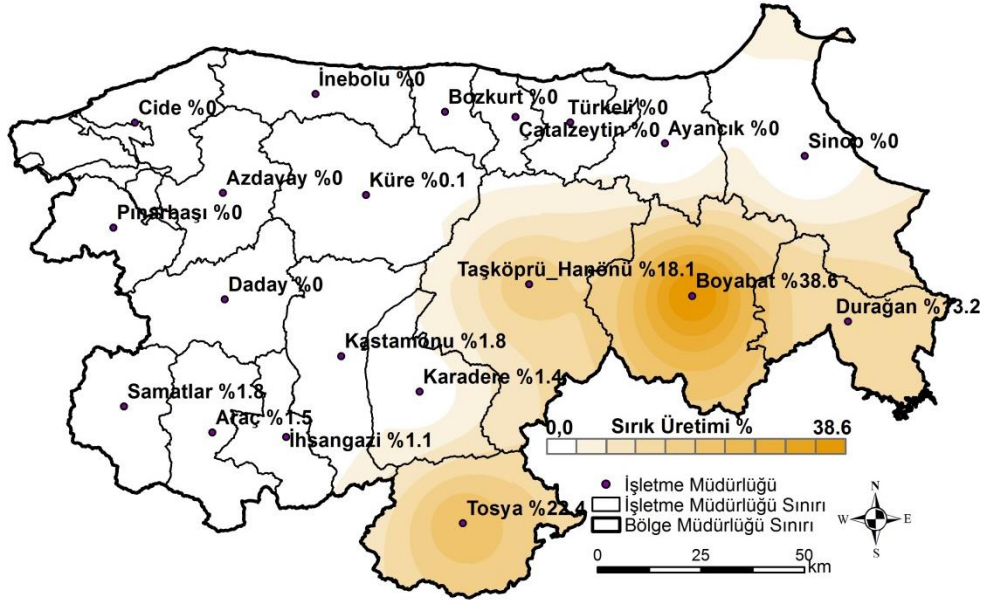 İnebolu %0
Cide %0
Bozkurt %0
Türkeli %0
Çatalzeytin %0
Ayancık %0
Sinop %0
Azdavay %0
Küre %0.1
Pınarbaşı %0
Taşköprü_Hanönü %18.1
Boyabat %38.6
Daday %0
Durağan %13.2
Kastamonu %1.8
Karadere %1.4
Samatlar %1.8
Araç %1.5
İhsangazi %1.1
0,0 Sırık Üretimi % 38.6
Tosya %22.4
İşletme Müdürlüğü
İşletme Müdürlüğü Sınırı
Bölge Müdürlüğü Sınırı
N
W E
S
0 25 50
km